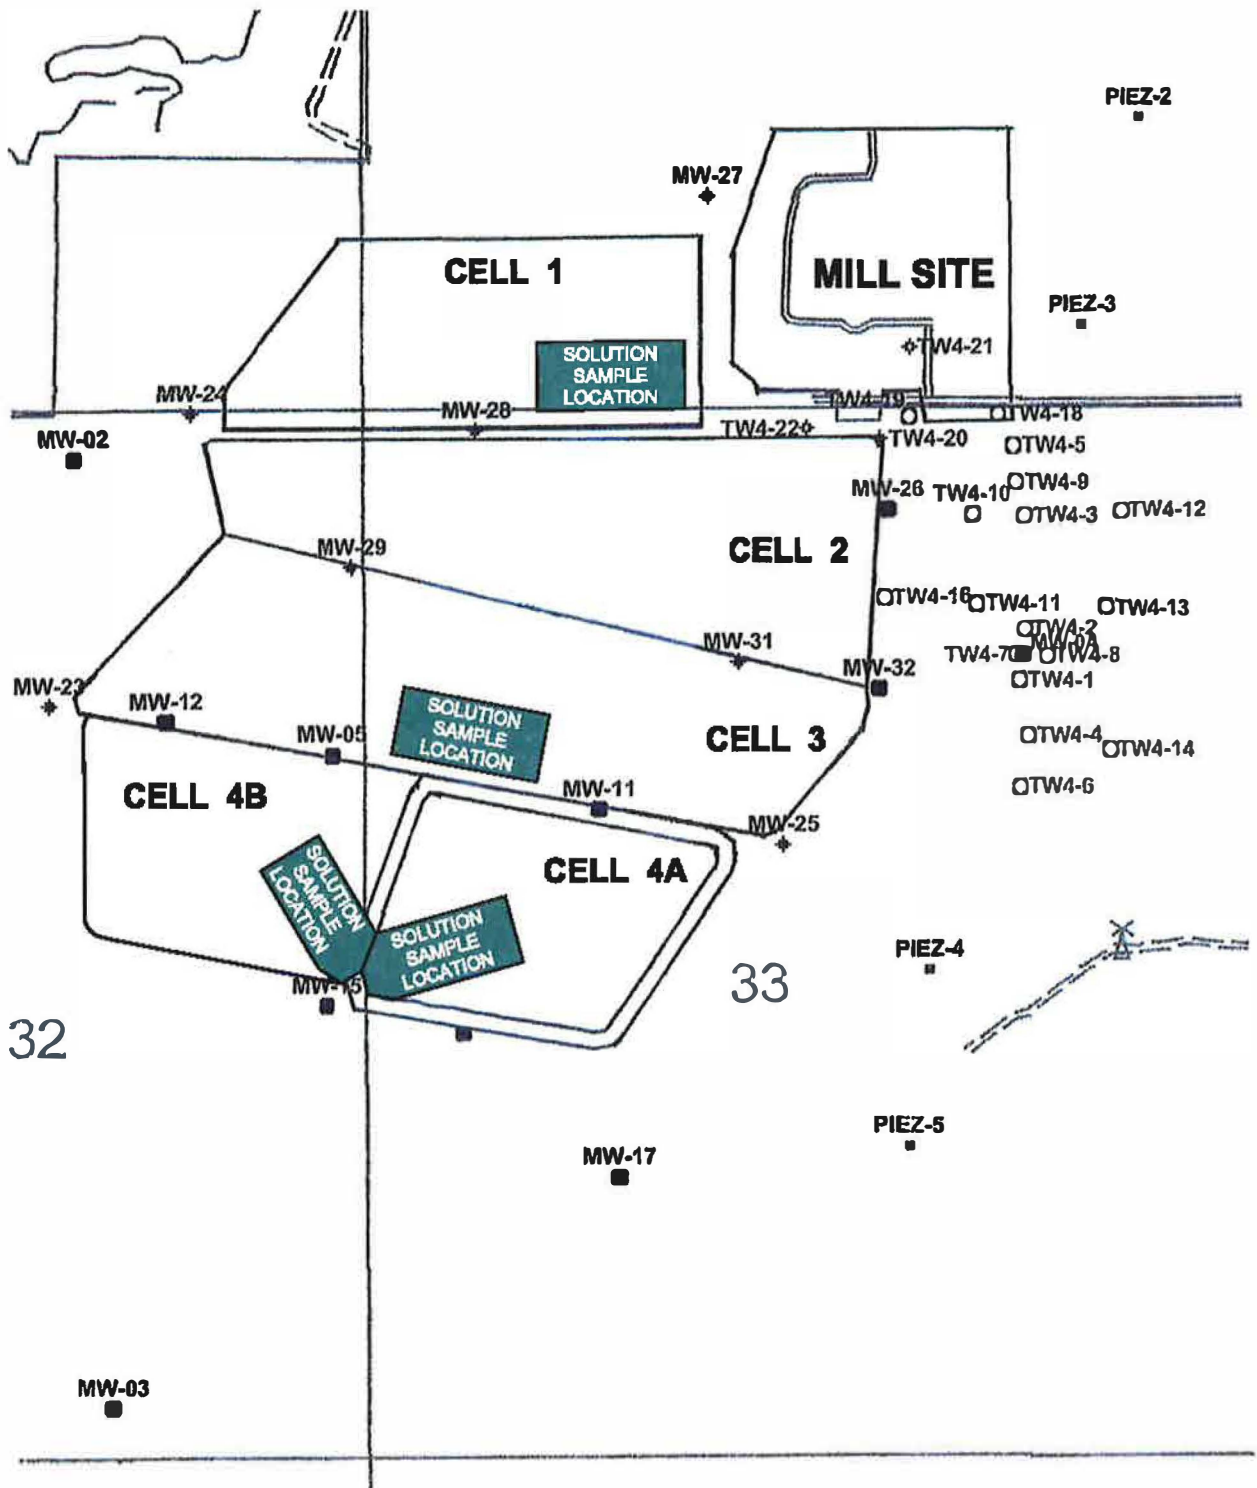 PIEZ-2
MW-27
CELL 1
MILL SITE
PIEZ-3
SOLUTION
SAMPLE
LOCATION
TW4-21
MW-24
MW-28
TW4-19
TW4-18
MW-02
TW4-22
TW4-20
TW4-5
MW-26
TW4-10
TW4-9
TW4-3
TW4-12
MW-29
CELL 2
TW4-16
TW4-11
TW4-13
TW4-2
MW-31
TW4-7
TW4-8
MW-32
TW4-1
MW-23
MW-12
SOLUTION
SAMPLE
LOCATION
MW-05
CELL 3
TW4-4
TW4-14
CELL 4B
MW-11
TW4-6
MW-25
CELL 4A
SOLUTION
SAMPLE
LOCATION
SOLUTION
SAMPLE
LOCATION
PIEZ-4
33
MW-15
32
PIEZ-5
MW-17
MW-03